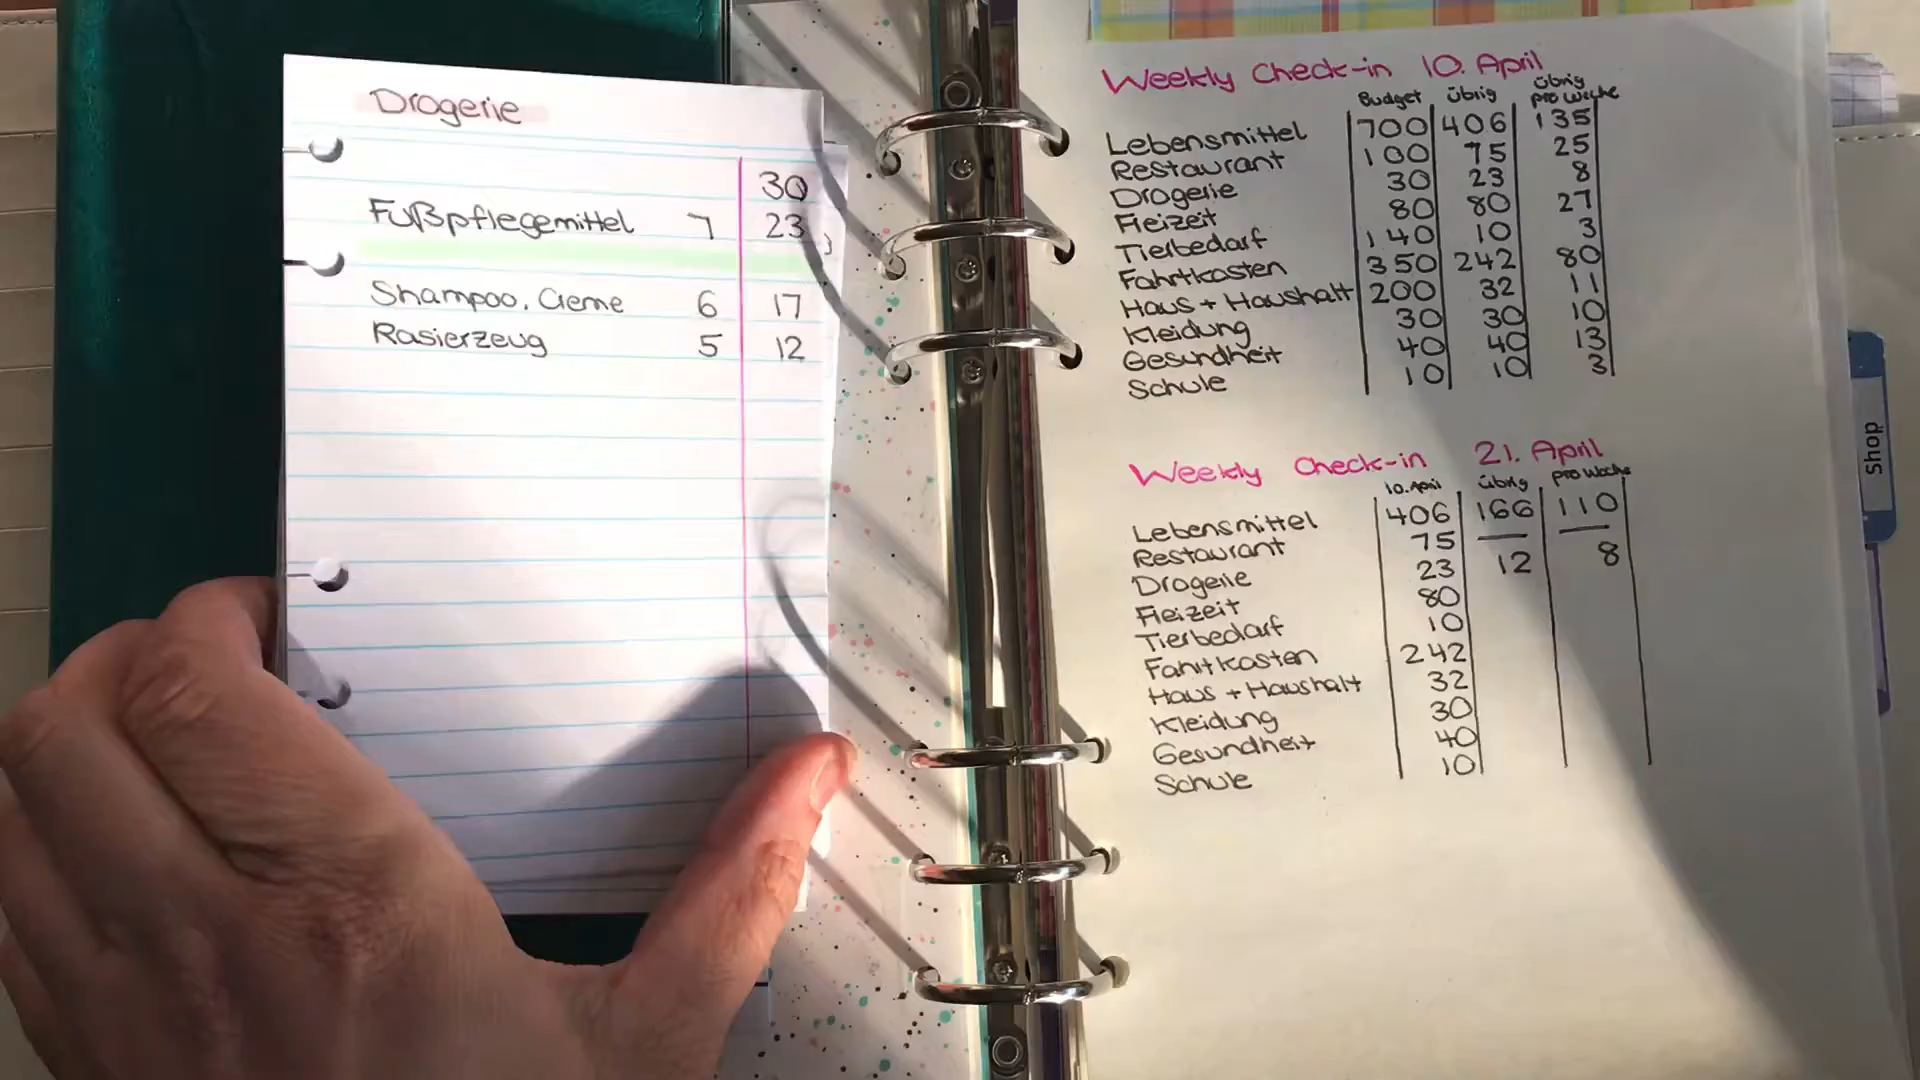 Drogerie
30
Fußpflegemittel 7 23
Shampoo, Creme 6 17
Rasierzeug 5 12
Weekly Check-in 10. April
Budget übrig übrig pro Woche
Lebensmittel 700 406 135
Restaurant 100 75 25
Drogerie 30 23 8
Freizeit 80 80 27
Tierbedarf 140 10 3
Fahrtkosten 350 242 80
Haus + Haushalt 200 32 11
Kleidung 30 30 10
Gesundheit 40 40 13
Schule 10 10 3
Weekly Check-in 21. April
10. April übrig pro Woche
Lebensmittel 406 166 110
Restaurant 75 — —
Drogerie 23 12 8
Freizeit 80
Tierbedarf 10
Fahrtkosten 242
Haus + Haushalt 32
Kleidung 30
Gesundheit 40
Schule 10
shop